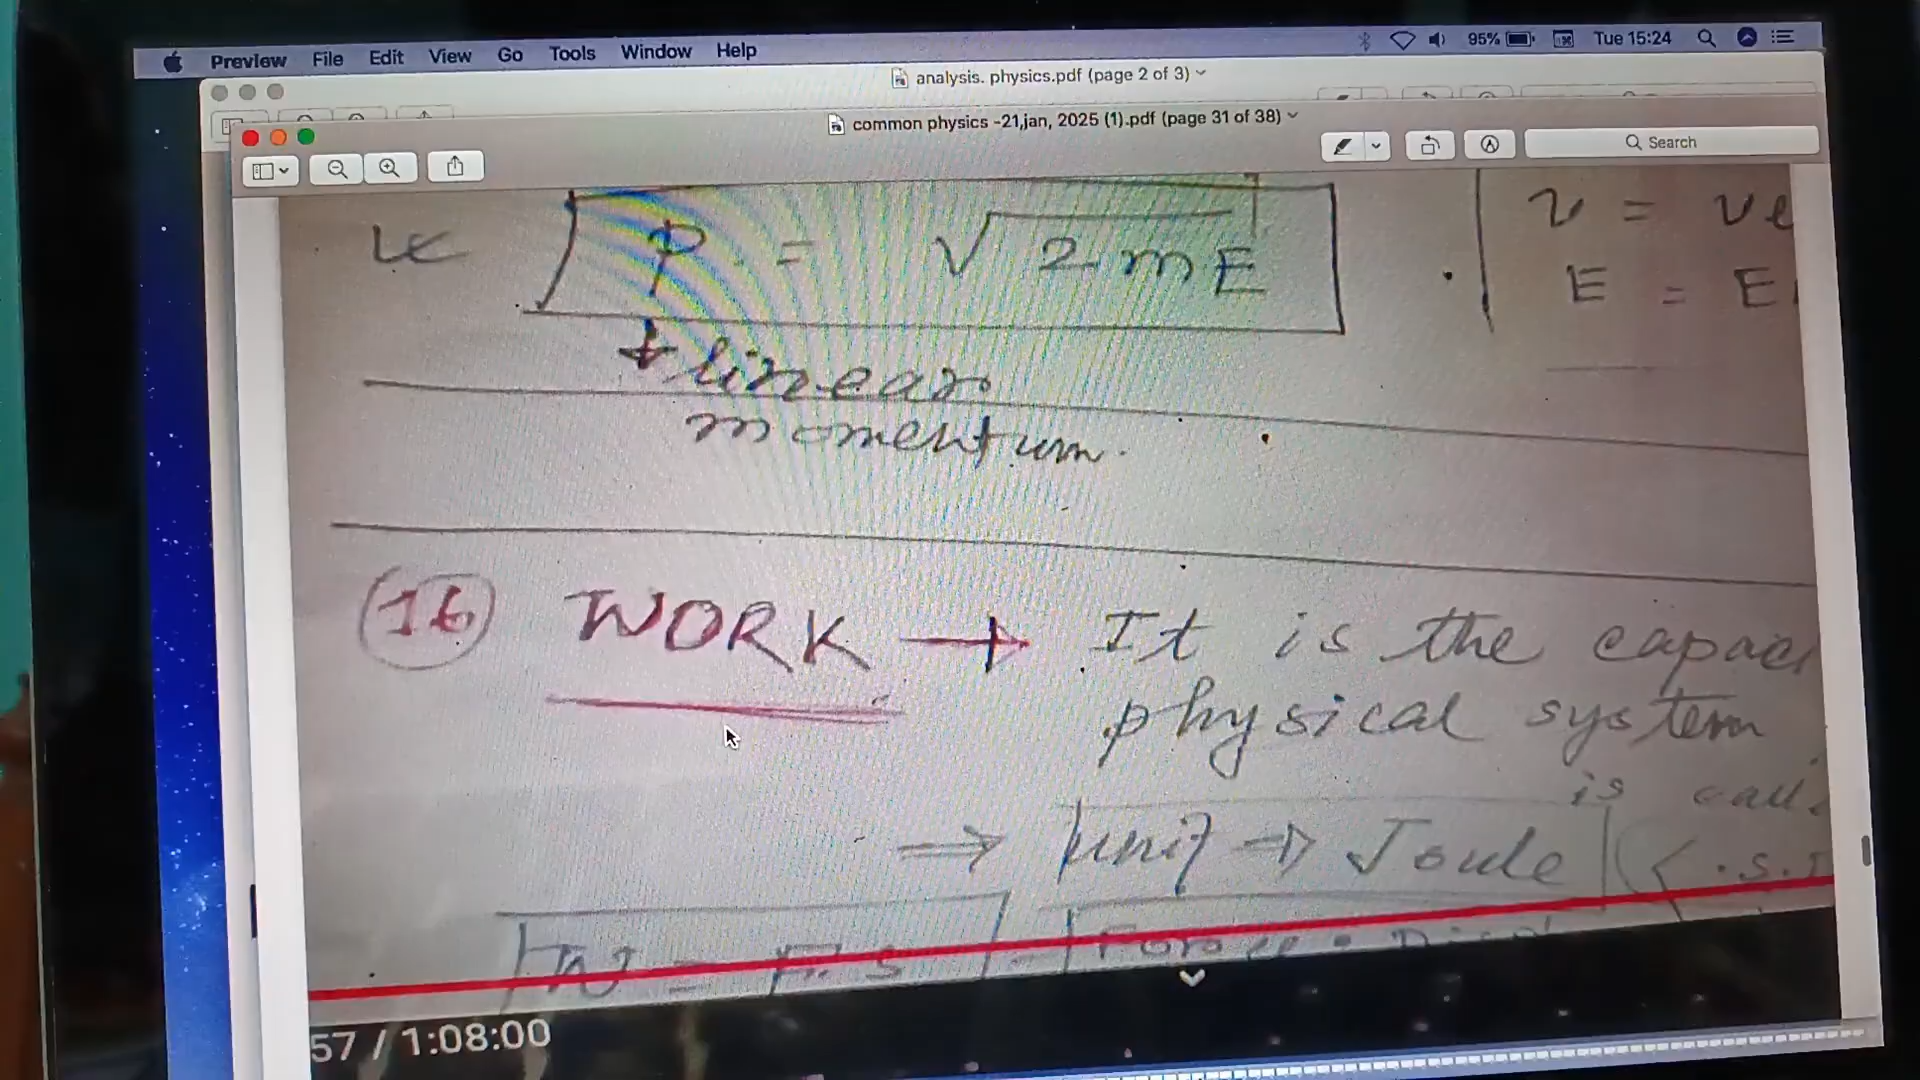 Preview File Edit View Go Tools Window Help 95% Tue 15:24
analysis. physics.pdf (page 2 of 3)
common physics -21,jan, 2025 (1).pdf (page 31 of 38)
Search
p = √2mE
v = ve
E = E
linear
momentum.
16 WORK → It is the capac
physical system
is call
⇒ unit ⇒ Joule (.s.I
W = F. s
57 / 1:08:00